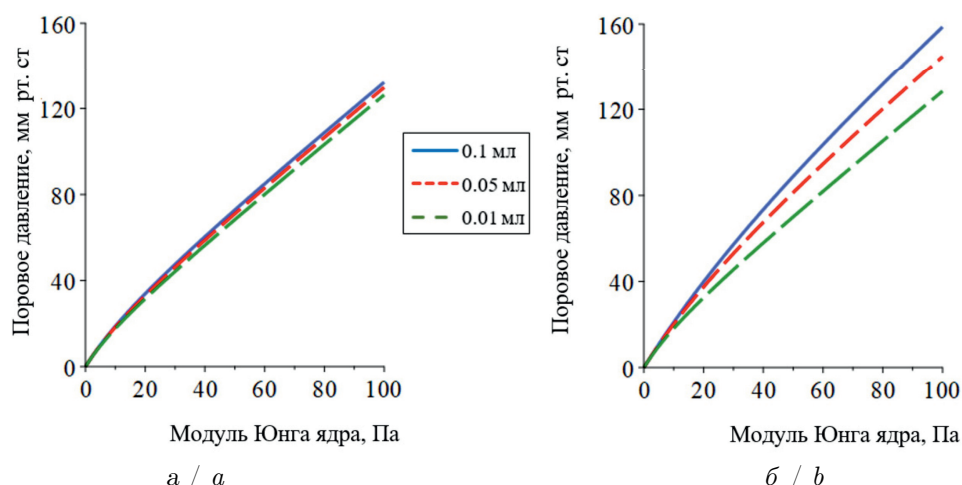 160
120
80
40
0
0 20 40 60 80 100
Поровое давление, мм рт. ст
Модуль Юнга ядра, Па
а / a
0.1 мл
0.05 мл
0.01 мл
160
120
80
40
0
0 20 40 60 80 100
Поровое давление, мм рт. ст
Модуль Юнга ядра, Па
б / b